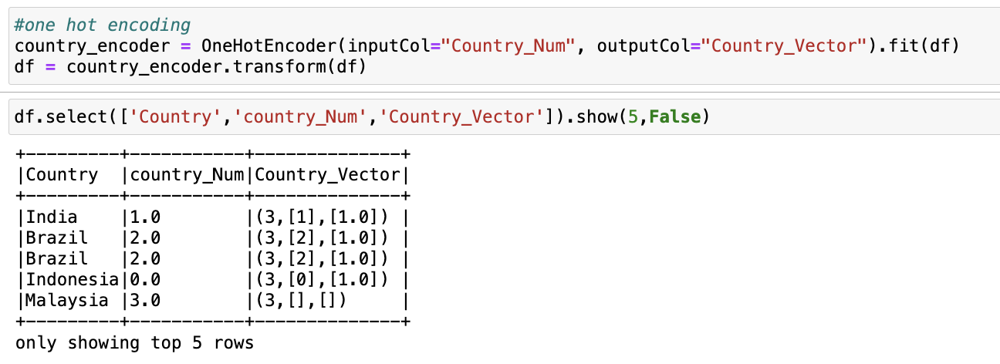 #one hot encoding
country_encoder = OneHotEncoder(inputCol="Country_Num", outputCol="Country_Vector").fit(df)
df = country_encoder.transform(df)
df.select(['Country','country_Num','Country_Vector']).show(5,False)
+---------+-----------+--------------+
|Country  |country_Num|Country_Vector|
+---------+-----------+--------------+
|India    |1.0        |(3,[1],[1.0]) |
|Brazil   |2.0        |(3,[2],[1.0]) |
|Brazil   |2.0        |(3,[2],[1.0]) |
|Indonesia|0.0        |(3,[0],[1.0]) |
|Malaysia |3.0        |(3,[],[])     |
+---------+-----------+--------------+
only showing top 5 rows